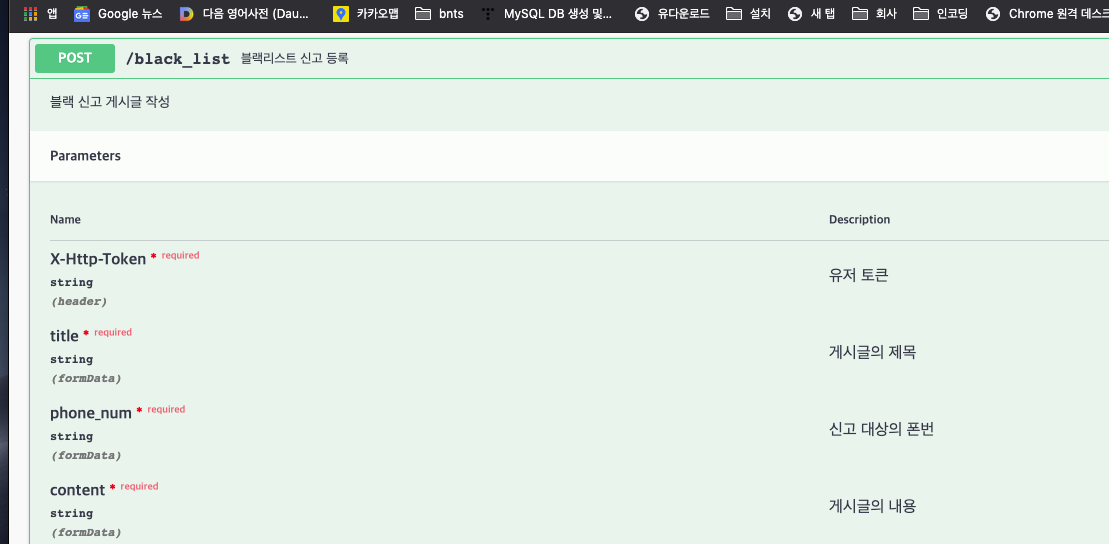 앱 Google 뉴스 다음 영어사전 (Dau... 카카오맵 bnts MySQL DB 생성 및... 유다운로드 설치 새 탭 회사 인코딩 Chrome 원격 데스크
POST /black_list 블랙리스트 신고 등록
블랙 신고 게시글 작성
Parameters
Name Description
X-Http-Token * required
string
(header)
유저 토큰
title * required
string
(formData)
게시글의 제목
phone_num * required
string
(formData)
신고 대상의 폰번
content * required
string
(formData)
게시글의 내용